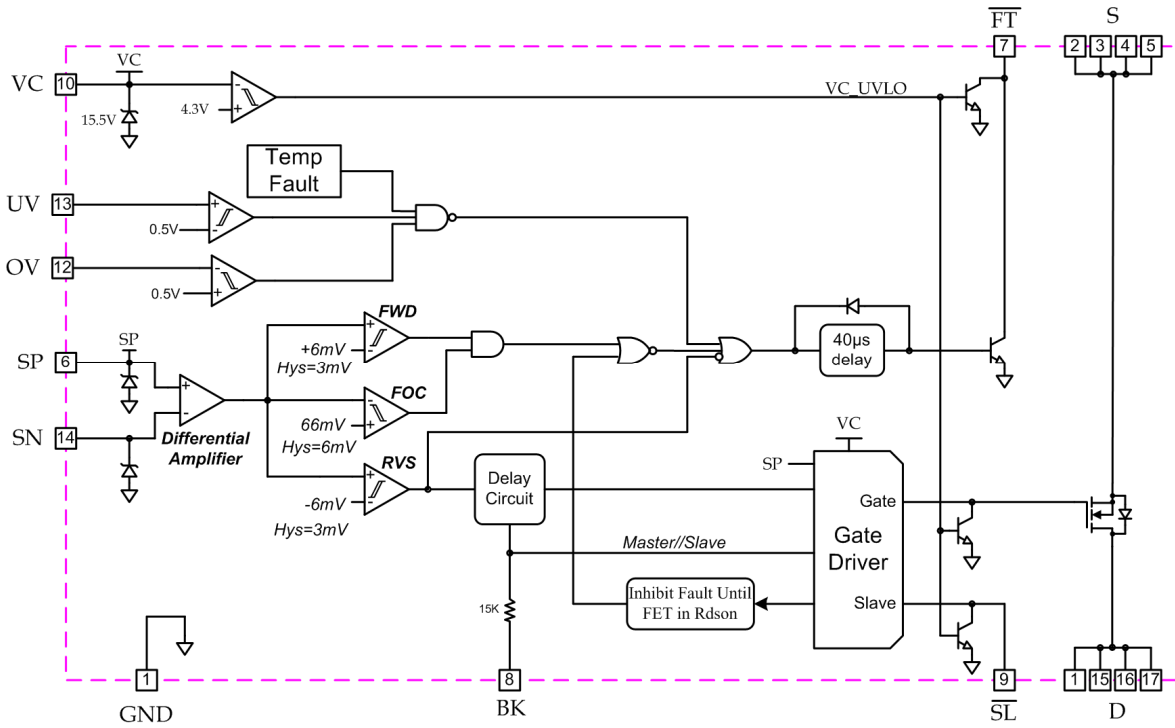 FT
S
7
2
3
4
5
VC
10
VC
15.5V
4.3V
VC_UVLO
Temp
Fault
UV
13
0.5V
OV
12
0.5V
FWD
+6mV
Hys=3mV
40µs
delay
SP
6
SP
FOC
66mV
Hys=6mV
SN
14
Differential
Amplifier
RVS
-6mV
Hys=3mV
Delay
Circuit
VC
SP
Gate
Gate
Driver
Slave
Master//Slave
Inhibit Fault Until
FET in Rdson
15K
1
GND
8
BK
9
SL
1
15
16
17
D
+
-
-
+
+
-
-
+
+
-
+
-
-
+
+
-